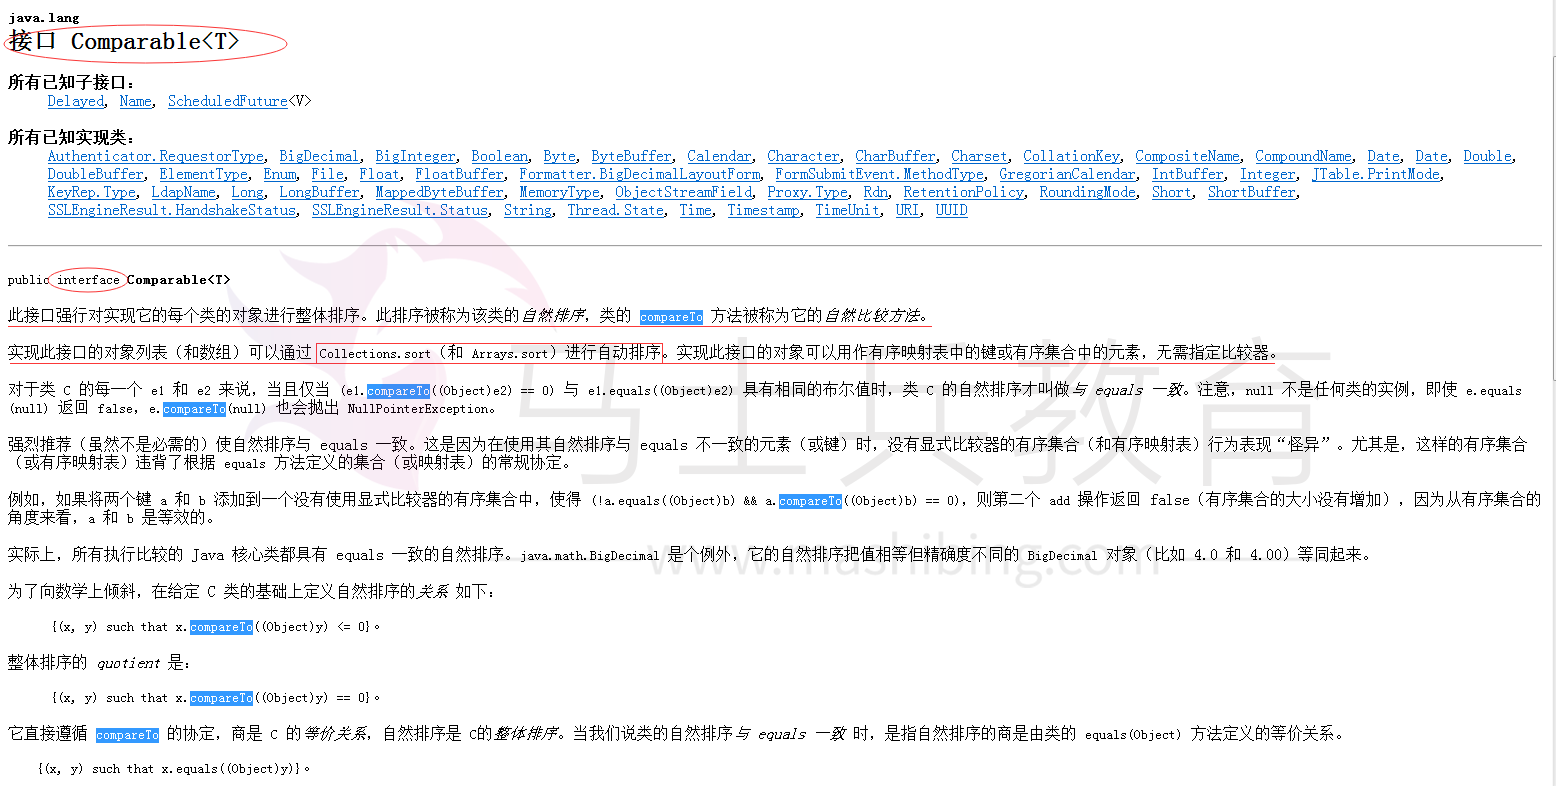 java.lang
接口 Comparable<T>
所有已知子接口：
Delayed, Name, ScheduledFuture<V>
所有已知实现类：
Authenticator.RequestorType, BigDecimal, BigInteger, Boolean, Byte, ByteBuffer, Calendar, Character, CharBuffer, Charset, CollationKey, CompositeName, CompoundName, Date, Date, Double,
DoubleBuffer, ElementType, Enum, File, Float, FloatBuffer, Formatter.BigDecimalLayoutForm, FormSubmitEvent.MethodType, GregorianCalendar, IntBuffer, Integer, JTable.PrintMode,
KeyRep.Type, LdapName, Long, LongBuffer, MappedByteBuffer, MemoryType, ObjectStreamField, Proxy.Type, Rdn, RetentionPolicy, RoundingMode, Short, ShortBuffer,
SSLEngineResult.HandshakeStatus, SSLEngineResult.Status, String, Thread.State, Time, Timestamp, TimeUnit, URI, UUID
public interface Comparable<T>
此接口强行对实现它的每个类的对象进行整体排序。此排序被称为该类的自然排序，类的 compareTo 方法被称为它的自然比较方法。
实现此接口的对象列表（和数组）可以通过 Collections.sort（和 Arrays.sort）进行自动排序。实现此接口的对象可以用作有序映射表中的键或有序集合中的元素，无需指定比较器。
对于类 C 的每一个 e1 和 e2 来说，当且仅当 (e1.compareTo((Object)e2) == 0) 与 e1.equals((Object)e2) 具有相同的布尔值时，类 C 的自然排序才叫做与 equals 一致。注意，null 不是任何类的实例，即使 e.equals
(null) 返回 false，e.compareTo(null) 也会抛出 NullPointerException。
强烈推荐（虽然不是必需的）使自然排序与 equals 一致。这是因为在使用其自然排序与 equals 不一致的元素（或键）时，没有显式比较器的有序集合（和有序映射表）行为表现“怪异”。尤其是，这样的有序集合
（或有序映射表）违背了根据 equals 方法定义的集合（或映射表）的常规协定。
例如，如果将两个键 a 和 b 添加到一个没有使用显式比较器的有序集合中，使得 (!a.equals((Object)b) && a.compareTo((Object)b) == 0)，则第二个 add 操作返回 false（有序集合的大小没有增加），因为从有序集合的
角度来看，a 和 b 是等效的。
实际上，所有执行比较的 Java 核心类都具有 equals 一致的自然排序。java.math.BigDecimal 是个例外，它的自然排序把值相等但精确度不同的 BigDecimal 对象（比如 4.0 和 4.00）等同起来。
为了向数学上倾斜，在给定 C 类的基础上定义自然排序的关系 如下：
{(x, y) such that x.compareTo((Object)y) <= 0}。
整体排序的 quotient 是：
{(x, y) such that x.compareTo((Object)y) == 0}。
它直接遵循 compareTo 的协定，商是 C 的等价关系，自然排序是 C的整体排序。当我们说类的自然排序与 equals 一致 时，是指自然排序的商是由类的 equals(Object) 方法定义的等价关系。
{(x, y) such that x.equals((Object)y)}。
马士兵教育
www.mashibing.com